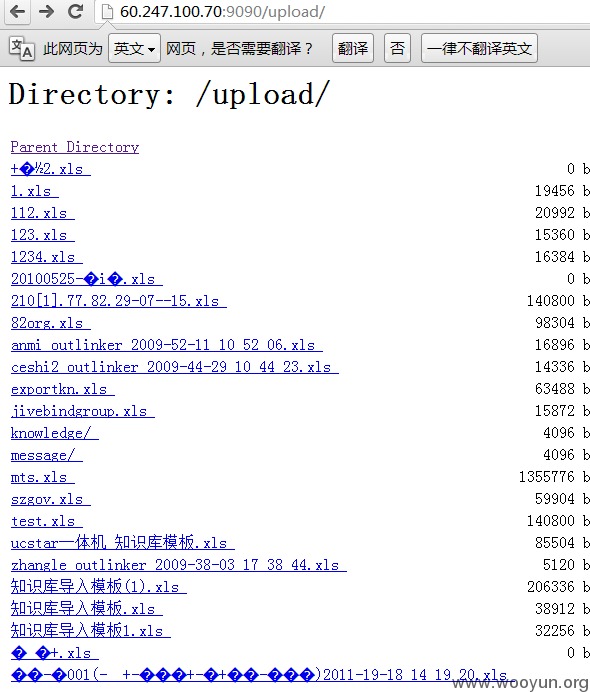 60.247.100.70:9090/upload/
此网页为 英文 网页，是否需要翻译？ 翻译 否 一律不翻译英文
Directory: /upload/
Parent Directory
+�½2.xls 0 b
1.xls 19456 b
112.xls 20992 b
123.xls 15360 b
1234.xls 16384 b
20100525-�i�.xls 0 b
210[1].77.82.29-07--15.xls 140800 b
82org.xls 98304 b
anmi_outlinker_2009-52-11_10_52_06.xls 16896 b
ceshi2_outlinker_2009-44-29_10_44_23.xls 14336 b
exportkn.xls 63488 b
jivebindgroup.xls 15872 b
knowledge/ 4096 b
message/ 4096 b
mts.xls 1355776 b
szgov.xls 59904 b
test.xls 140800 b
ucstar一体机_知识库模板.xls 85504 b
zhangle_outlinker_2009-38-03_17_38_44.xls 5120 b
知识库导入模板(1).xls 206336 b
知识库导入模板.xls 38912 b
知识库导入模板1.xls 32256 b
�_�+.xls 0 b
��-�001(-_+-���+-�+��-���)2011-19-18_14_19_20.xls
www.wooyun.org